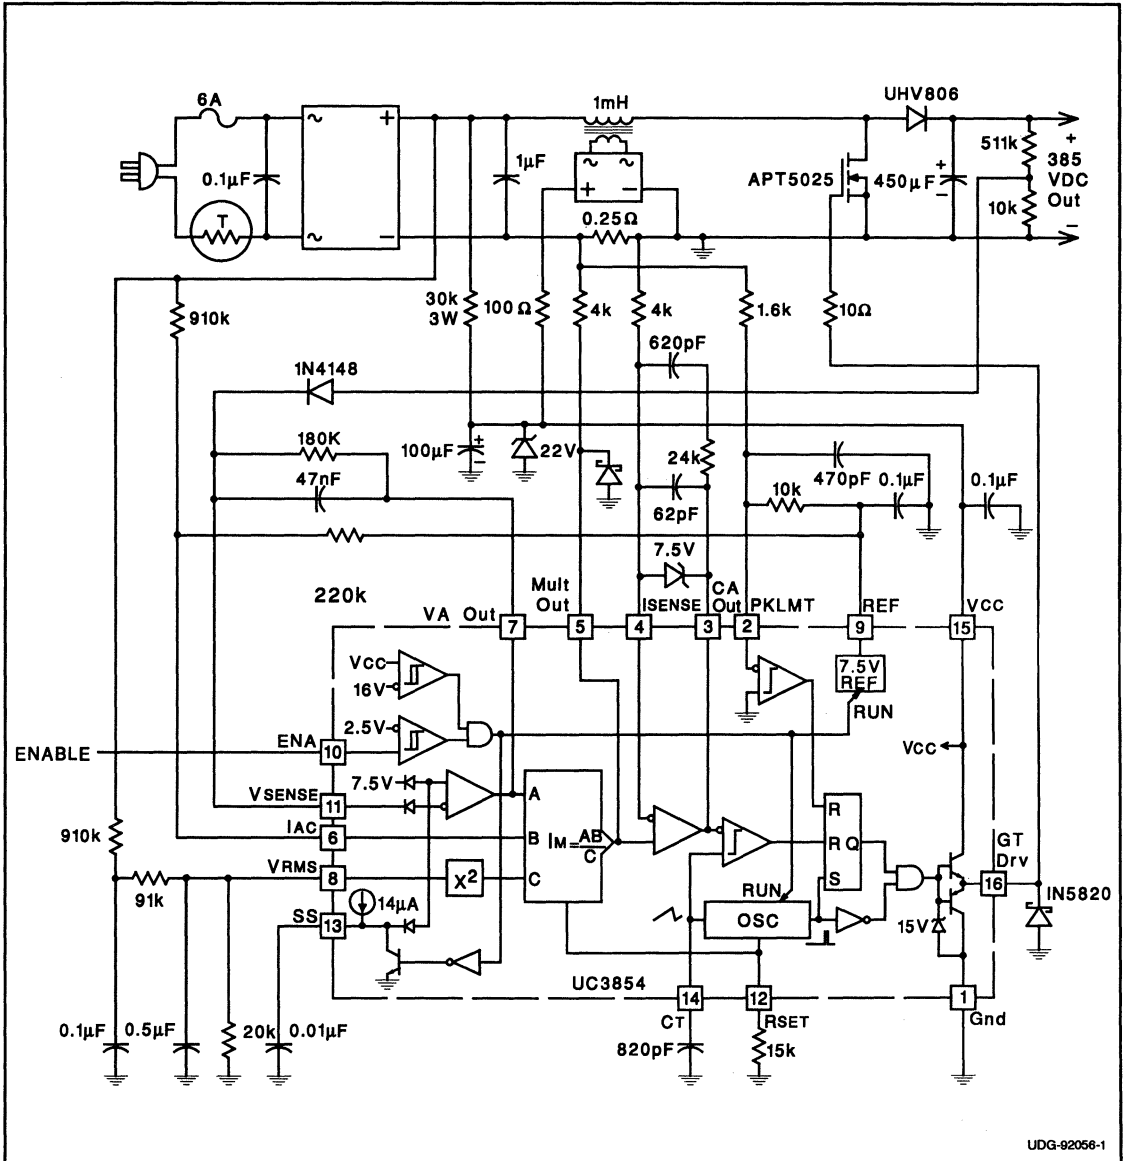 6A
1mH
UHV806
~
+
~
−
0.1µF
T
1µF
~
~
+
−
0.25Ω
APT5025
+
450µF
−
511k
10k
+
385
VDC
Out
−
910k
30k
3W
100Ω
4k
4k
1.6k
10Ω
620pF
1N4148
180K
47nF
100µF
+
−
22V
24k
62pF
470pF
10k
0.1µF
0.1µF
7.5V
220k
VA Out
Mult
Out
ISENSE
CA
Out
PKLMT
REF
VCC
7
5
4
3
2
9
15
VCC
16V
2.5V
7.5V
REF
RUN
ENABLE
ENA
10
VCC
7.5V
VSENSE
11
A
910k
IAC
6
B
IM=AB/C
R
R
Q
S
GT
Drv
16
VRMS
8
X²
C
91k
RUN
OSC
IN5820
14µA
SS
13
15V
UC3854
14
12
1
CT
RSET
Gnd
0.1µF
0.5µF
20k
0.01µF
820pF
15k
UDG-92056-1